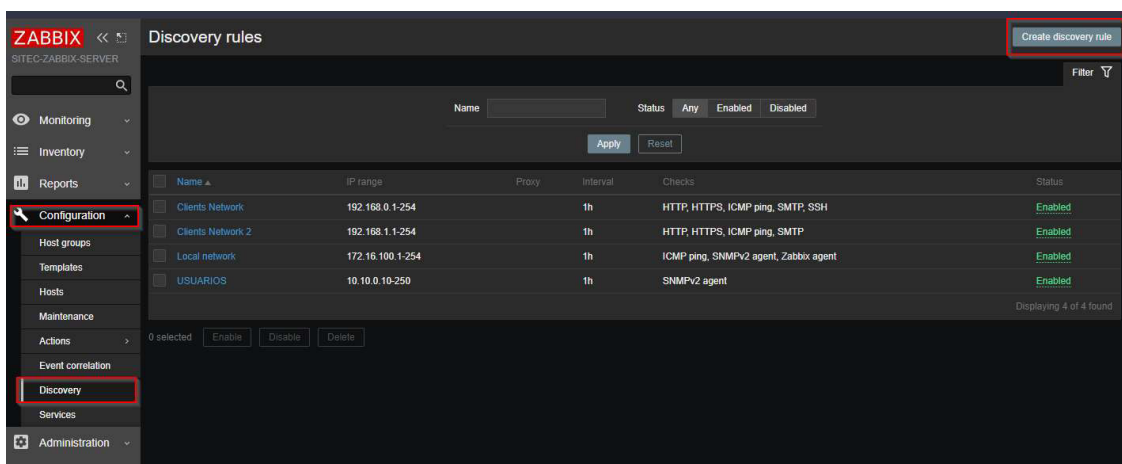 ZABBIX
SITEC-ZABBIX-SERVER
Monitoring
Inventory
Reports
Configuration
Host groups
Templates
Hosts
Maintenance
Actions
Event correlation
Discovery
Services
Administration
Discovery rules
Create discovery rule
Filter
Name Status Any Enabled Disabled
Apply Reset
Name IP range Proxy Interval Checks Status
Clients Network 192.168.0.1-254 1h HTTP, HTTPS, ICMP ping, SMTP, SSH Enabled
Clients Network 2 192.168.1.1-254 1h HTTP, HTTPS, ICMP ping, SMTP Enabled
Local network 172.16.100.1-254 1h ICMP ping, SNMPv2 agent, Zabbix agent Enabled
USUARIOS 10.10.0.10-250 1h SNMPv2 agent Enabled
Displaying 4 of 4 found
0 selected Enable Disable Delete